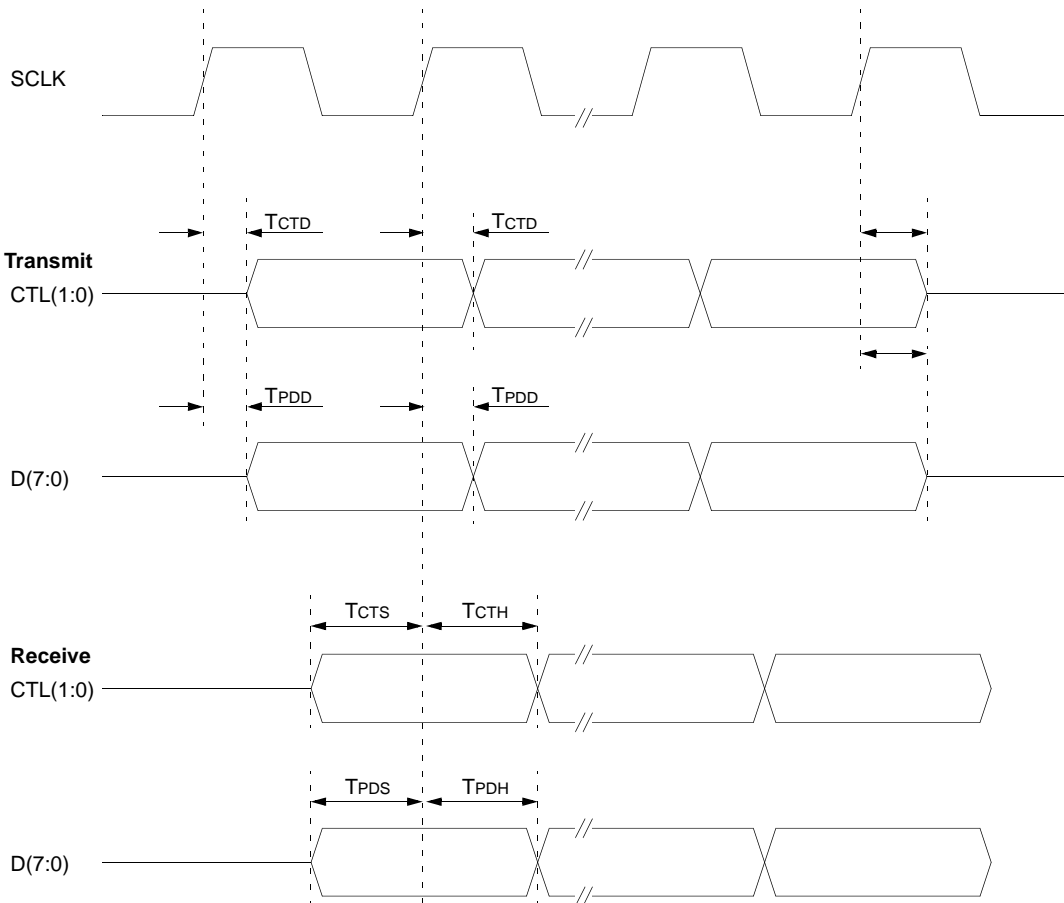 SCLK
TCTD TCTD
Transmit
CTL(1:0)
TPDD TPDD
D(7:0)
TCTS TCTH
Receive
CTL(1:0)
TPDS TPDH
D(7:0)